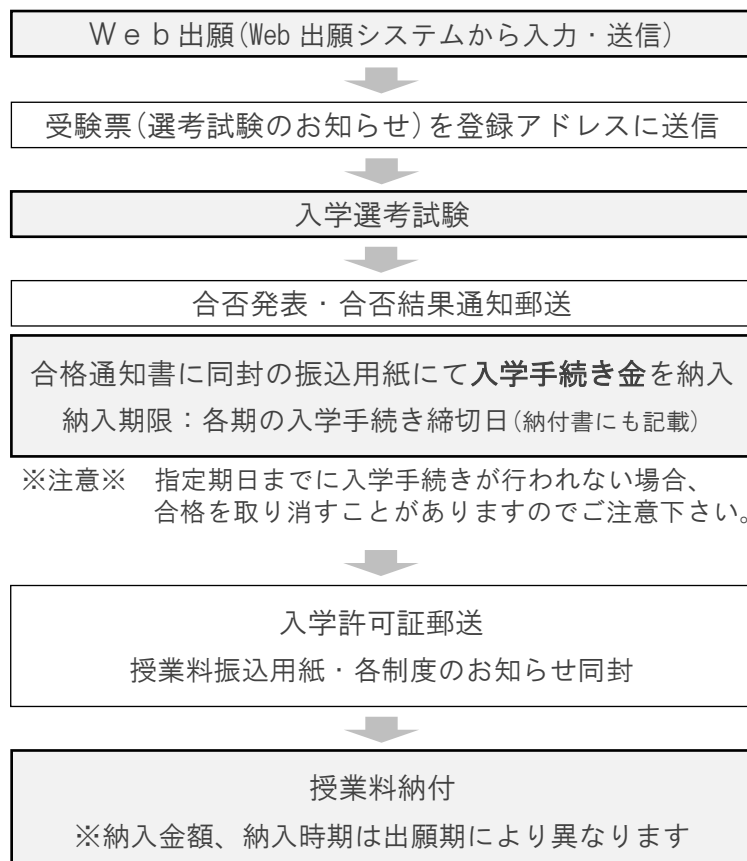 Ｗｅｂ出願(Web 出願システムから入力・送信)
受験票(選考試験のお知らせ)を登録アドレスに送信
入学選考試験
合否発表・合否結果通知郵送
合格通知書に同封の振込用紙にて入学手続き金を納入
納入期限：各期の入学手続き締切日(納付書にも記載)
※注意※　指定期日までに入学手続きが行われない場合、
合格を取り消すことがありますのでご注意下さい。
入学許可証郵送
授業料振込用紙・各制度のお知らせ同封
授業料納付
※納入金額、納入時期は出願期により異なります